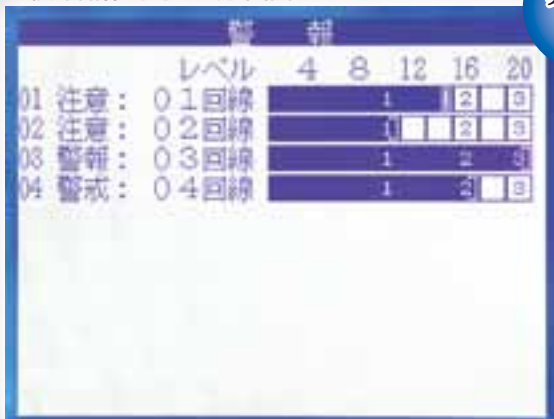 警 報
レベル 4 8 12 16 20
01 注意: 01回線 1 2 3
02 注意: 02回線 1 2 3
03 警報: 03回線 1 2 3
04 警戒: 04回線 1 2 3